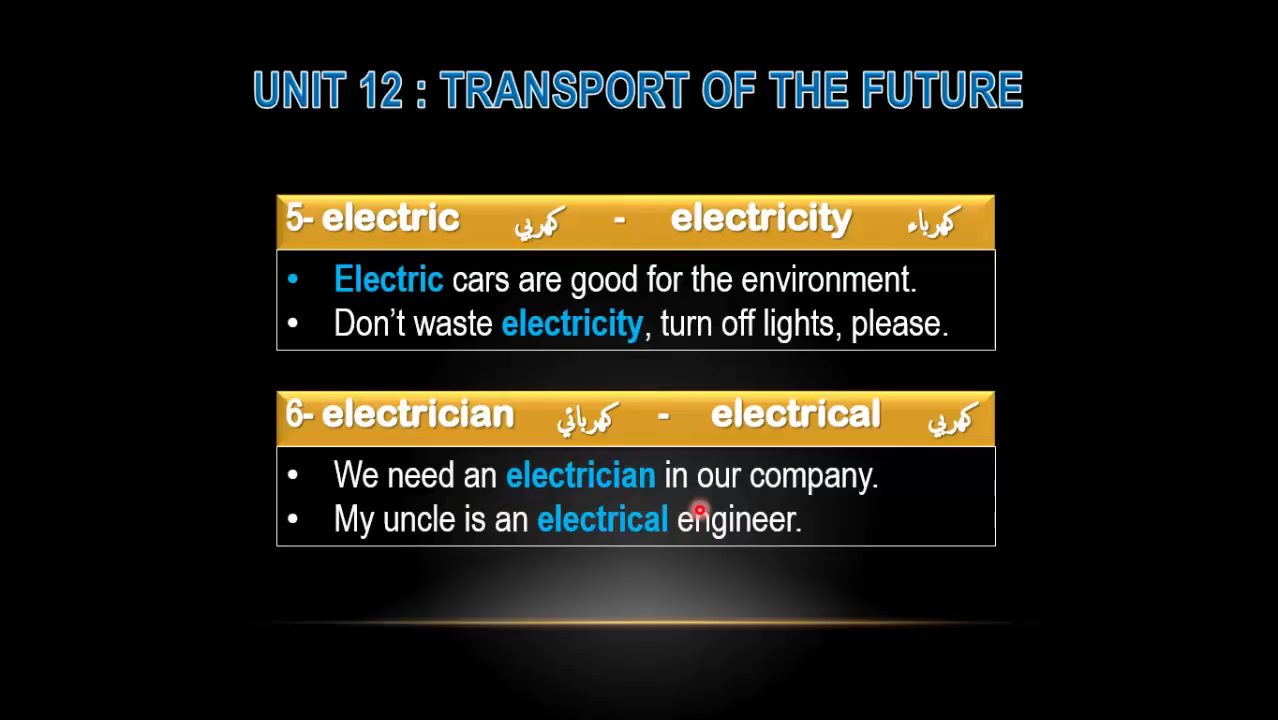 UNIT 12 : TRANSPORT OF THE FUTURE
5- electric كهربي - electricity كهرباء
• Electric cars are good for the environment.
• Don’t waste electricity, turn off lights, please.
6- electrician كهربائي - electrical كهربي
• We need an electrician in our company.
• My uncle is an electrical engineer.